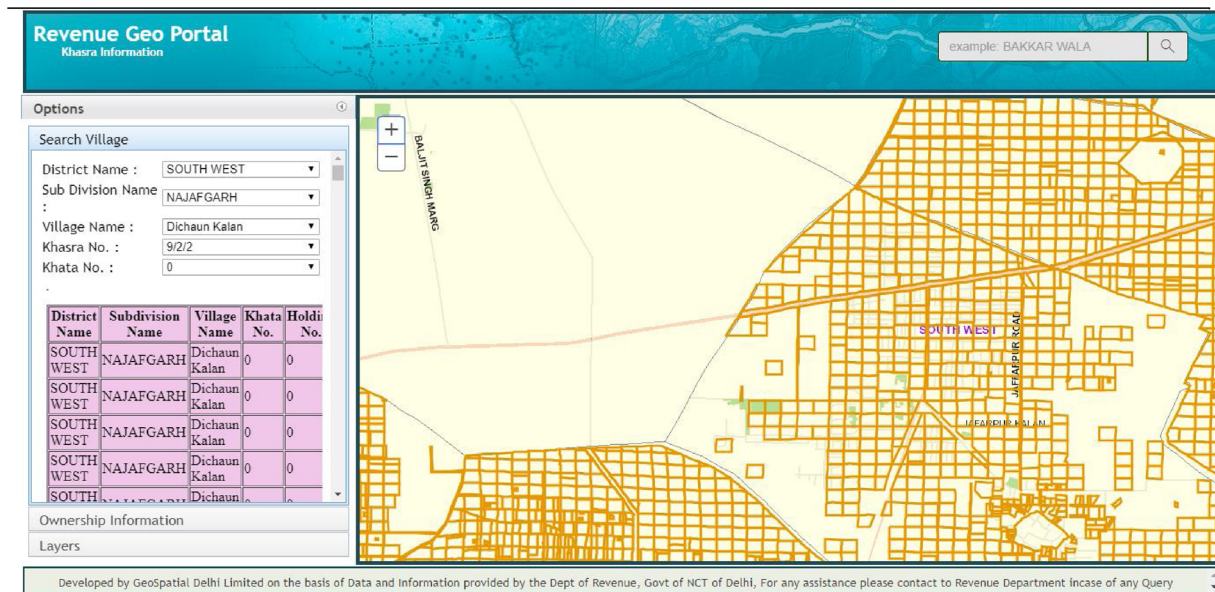 Revenue Geo Portal
Khasra Information
example: BAKKAR WALA
Options
Search Village
District Name :
SOUTH WEST
Sub Division Name
:
NAJAFGARH
Village Name :
Dichaun Kalan
Khasra No. :
9/2/2
Khata No. :
0
.
District Name
Subdivision Name
Village Name
Khata No.
Holdi
No.
SOUTH WEST NAJAFGARH Dichaun Kalan 0 0
SOUTH WEST NAJAFGARH Dichaun Kalan 0 0
SOUTH WEST NAJAFGARH Dichaun Kalan 0 0
SOUTH WEST NAJAFGARH Dichaun Kalan 0 0
SOUTH Dichaun
Ownership Information
Layers
+
−
BALJIT SINGH MARG
SOUTH WEST
JAFFARPUR ROAD
JAFARPUR KALAN
Developed by GeoSpatial Delhi Limited on the basis of Data and Information provided by the Dept of Revenue, Govt of NCT of Delhi, For any assistance please contact to Revenue Department incase of any Query